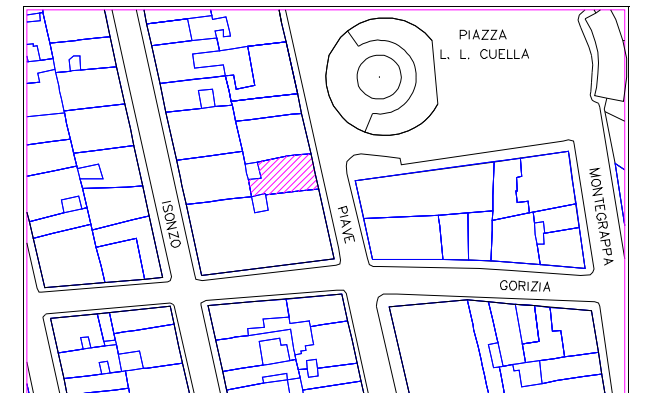 PIAZZA
L. L. CUELLA
ISONZO
PIAVE
MONTEGRAPPA
GORIZIA